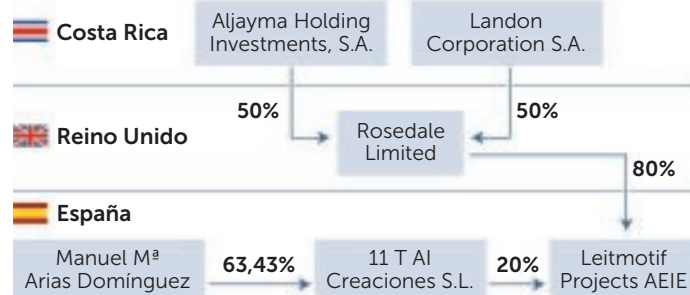 Costa Rica
Aljayma Holding
Investments, S.A.
Landon
Corporation S.A.
50%
50%
Reino Unido
Rosedale
Limited
80%
España
Manuel Mª
Arias Domínguez
63,43%
11 T AI
Creaciones S.L.
20%
Leitmotif
Projects AEIE